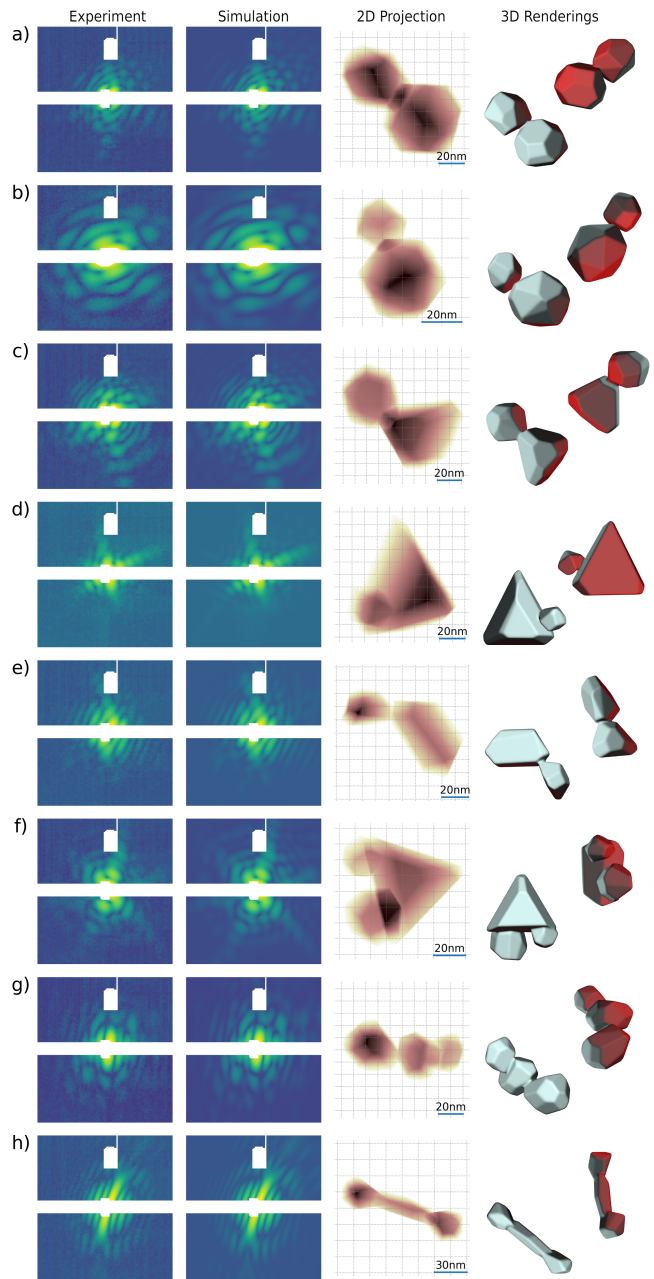 Experiment Simulation 2D Projection 3D Renderings
a)
20nm
b)
20nm
c)
20nm
d)
20nm
e)
20nm
f)
20nm
g)
20nm
h)
30nm